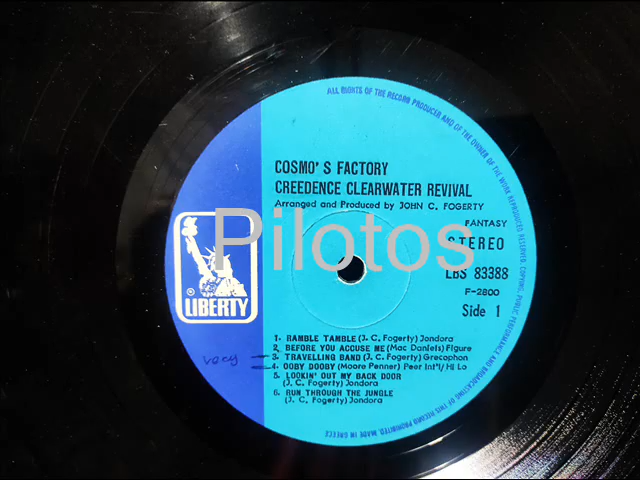 ALL RIGHTS OF THE RECORD PRODUCER AND OF THE OWNER OF THE WORK REPRODUCED RESERVED. COPYING, PUBLIC PERFORMANCE AND BROADCASTING OF THIS RECORD PROHIBITED. MADE IN GREECE
COSMO' S FACTORY
CREEDENCE CLEARWATER REVIVAL
Arranged and Produced by JOHN C. FOGERTY
FANTASY
Pilotos
STEREO
LBS 83388
F-2800
Side 1
® LIBERTY
1- RAMBLE TAMBLE (J. C. Fogerty) Jondora
2. BEFORE YOU ACCUSE ME (Mac Daniels) Figure
very
3. TRAVELLING BAND (J. C. Fogerty) Grecophon
4. OOBY DOOBY (Moore Penner) Peer Int'l/ Hi Lo
5. LOOKIN' OUT MY BACK DOOR
(J. C. Fogerty) Jondora
6. RUN THROUGH THE JUNGLE
(J. C. Fogerty) Jondora